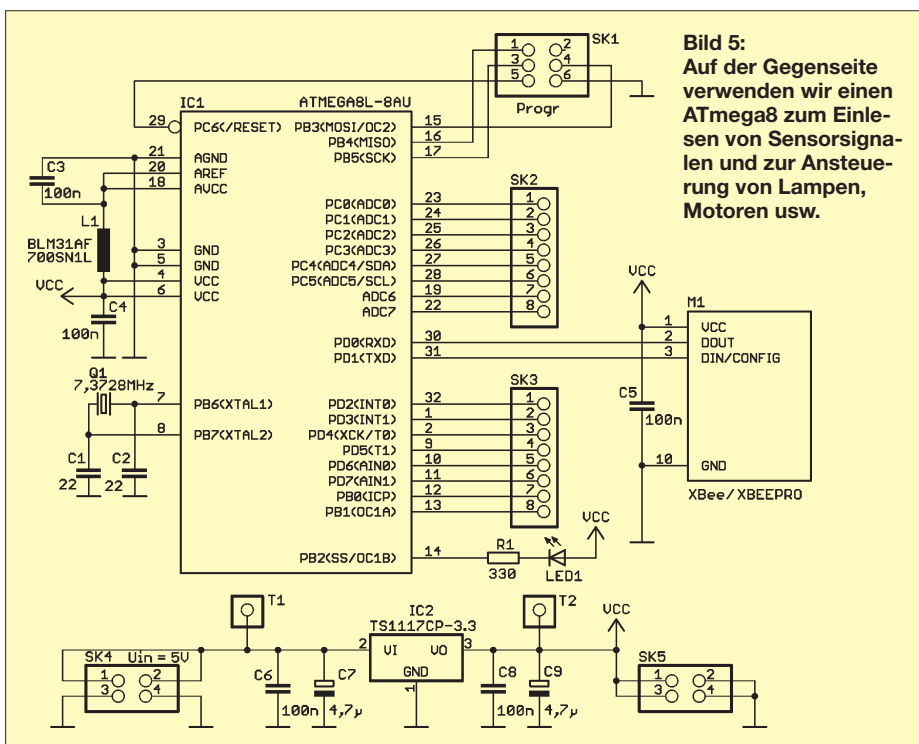 Bild 5:
Auf der Gegenseite
verwenden wir einen
ATmega8 zum Einle-
sen von Sensorsigna-
len und zur Ansteue-
rung von Lampen,
Motoren usw.
SK1
1 2
3 4
5 6
Progr
IC1
ATMEGA8L-8AU
29 PC6(/RESET)
21 AGND
20 AREF
18 AVCC
3 GND
5 GND
4 VCC
6 VCC
7 PB6(XTAL1)
8 PB7(XTAL2)
C3
100n
L1
BLM31AF
700SN1L
VCC
C4
100n
Q1
7,3728MHz
C1
22
C2
22
PB3(MOSI/OC2) 15
PB4(MISO) 16
PB5(SCK) 17
SK2
PC0(ADC0) 23 1
PC1(ADC1) 24 2
PC2(ADC2) 25 3
PC3(ADC3) 26 4
PC4(ADC4/SDA) 27 5
PC5(ADC5/SCL) 28 6
ADC6 19 7
ADC7 22 8
PD0(RXD) 30
PD1(TXD) 31
SK3
PD2(INT0) 32 1
PD3(INT1) 1 2
PD4(XCK/T0) 2 3
PD5(T1) 9 4
PD6(AIN0) 10 5
PD7(AIN1) 11 6
PB0(ICP) 12 7
PB1(OC1A) 13 8
PB2(SS/OC1B) 14
R1
330
LED1
VCC
VCC
M1
1 VCC
2 DOUT
3 DIN/CONFIG
10 GND
C5
100n
XBee/XBEEPRO
SK4
Uin = 5V
1 2
3 4
T1
C6
100n
C7
4,7µ
IC2
TS1117CP-3.3
2 VI VO 3
GND
1
C8
100n
C9
4,7µ
T2
VCC
SK5
1 2
3 4